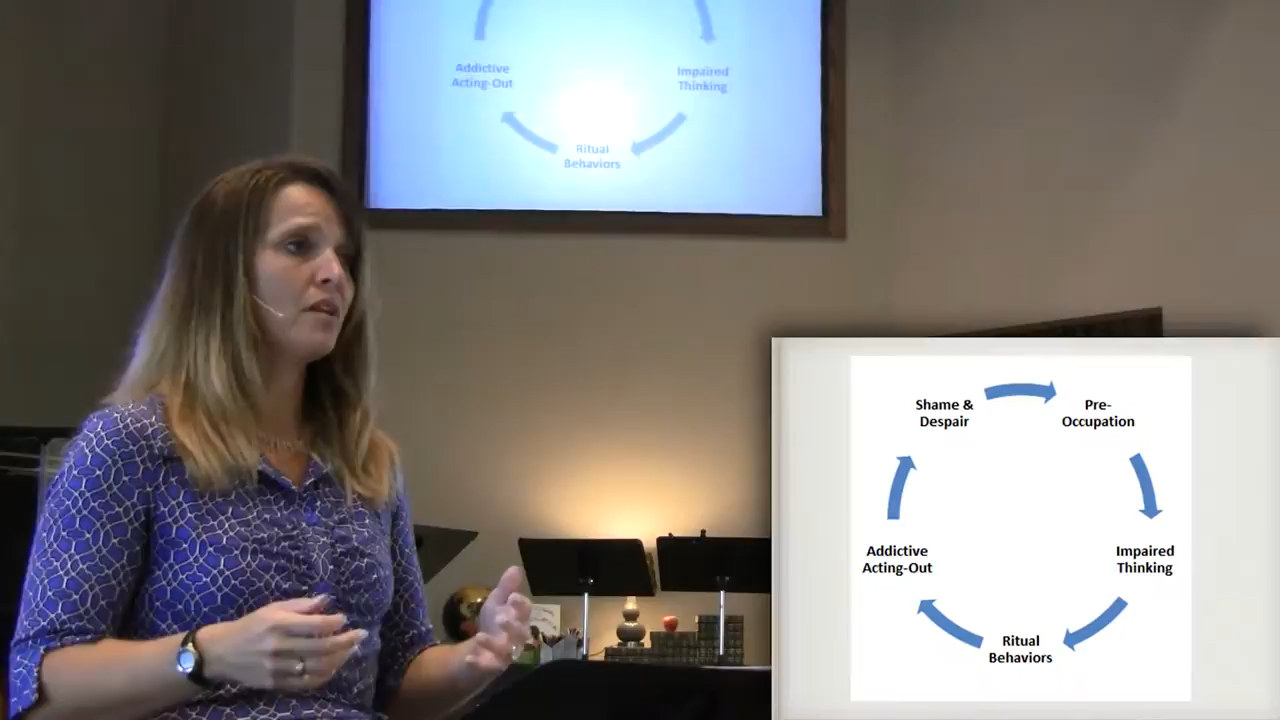 Addictive
Acting-Out
Impaired
Thinking
Ritual
Behaviors
Shame &
Despair
Pre-
Occupation
Addictive
Acting-Out
Impaired
Thinking
Ritual
Behaviors